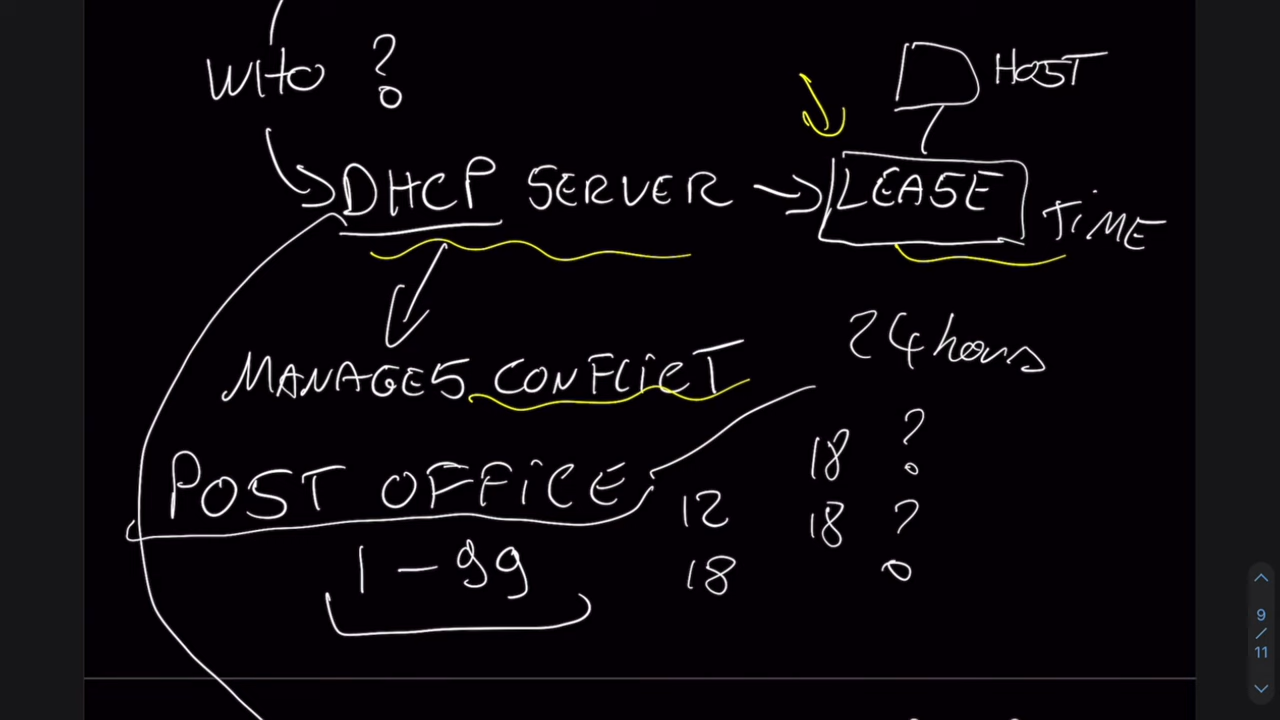 WHO ?
HOST
DHCP SERVER → LEASE TIME
24 hours
MANAGES CONFLICT
18 ?
POST OFFICE
12 18 ?
1 - 99
18
9
/
11